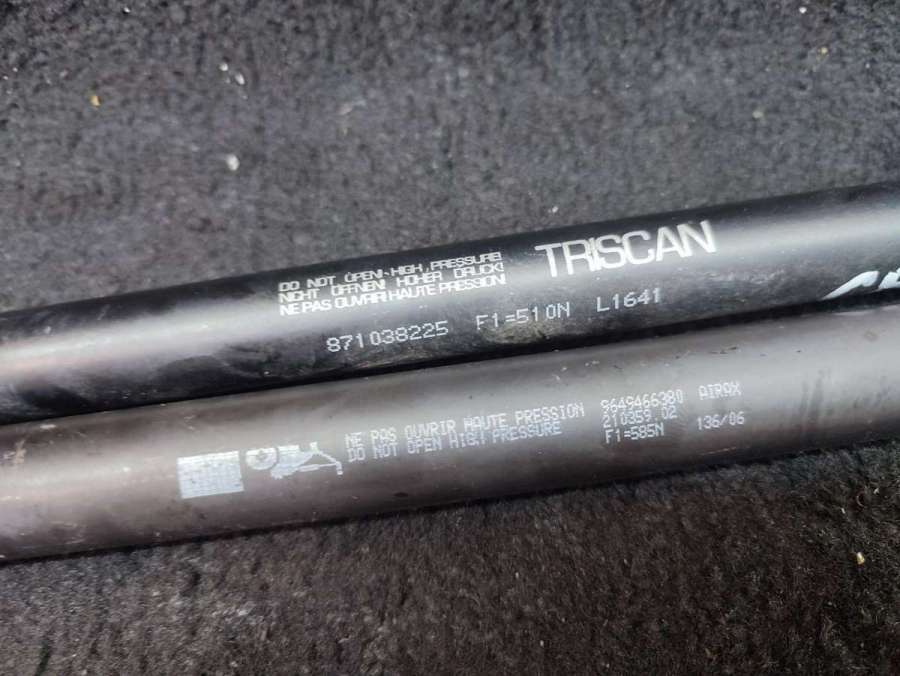 DO NOT OPEN! HIGH PRESSURE!
NICHT ÖFFNEN! HOHER DRUCK!
NE PAS OUVRIR HAUTE PRESSION!
TRISCAN
871038225 F1=510N L1641
NE PAS OUVRIR HAUTE PRESSION 9649466380 AIRAX
DO NOT OPEN HIGH PRESSURE 210359.02
F1=585N 136/06